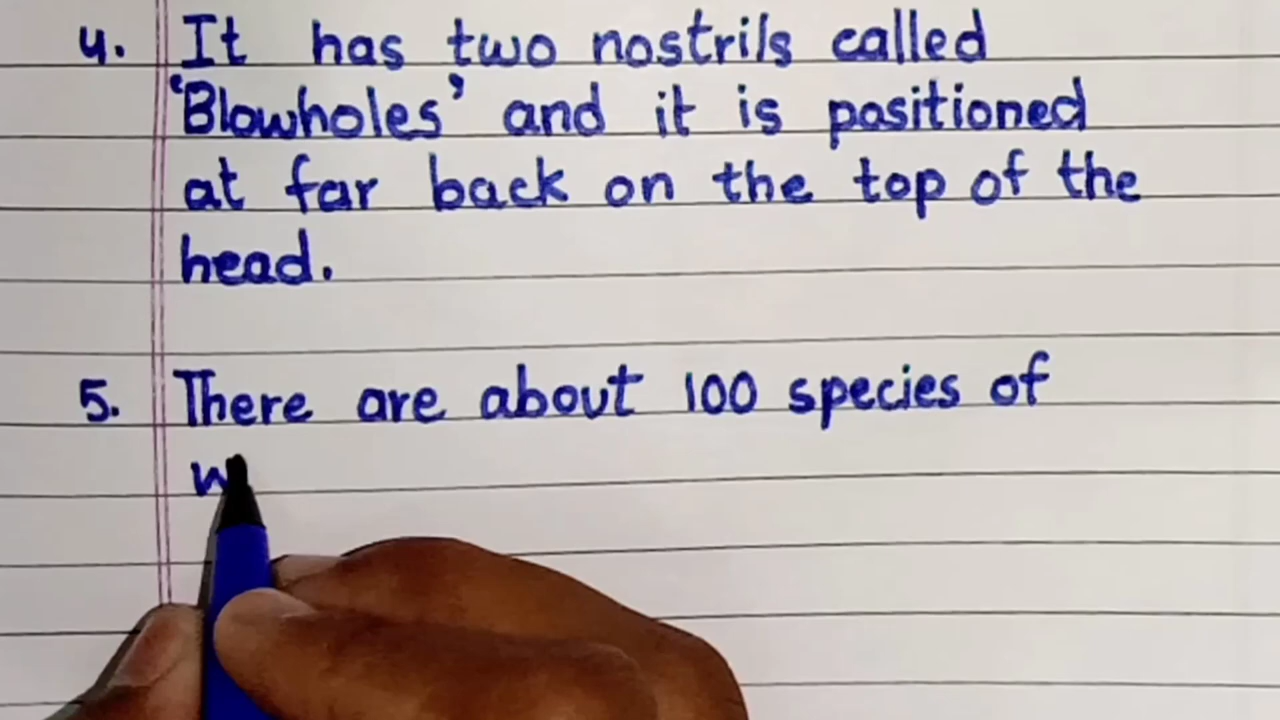 4. It has two nostrils called
'Blowholes' and it is positioned
at far back on the top of the
head.
5. There are about 100 species of
w